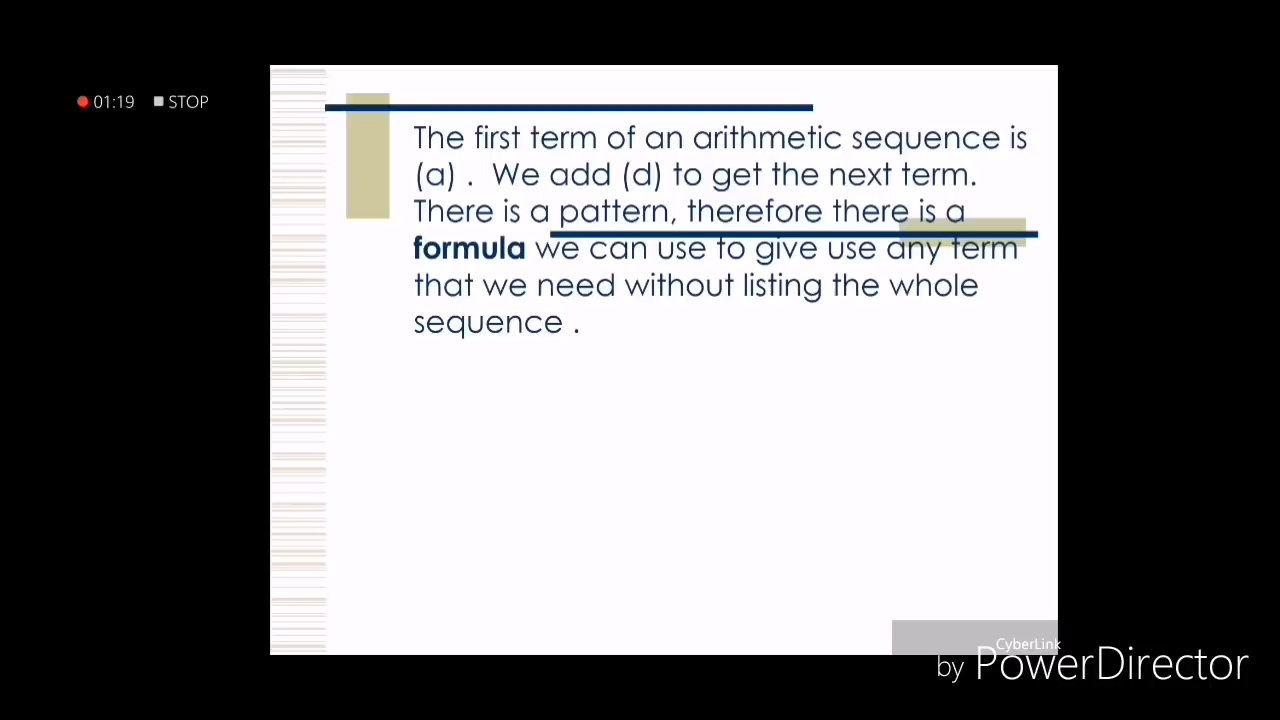 01:19 STOP
The first term of an arithmetic sequence is
(a) . We add (d) to get the next term.
There is a pattern, therefore there is a
formula we can use to give use any term
that we need without listing the whole
sequence .
CyberLink
by PowerDirector